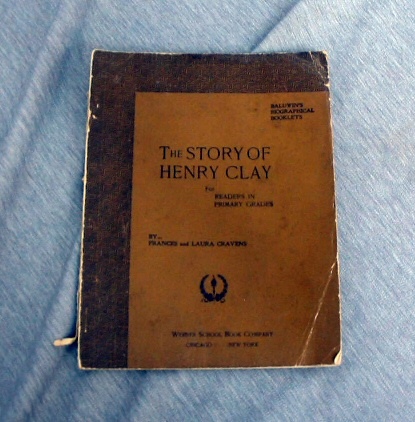 BALDWIN'S
BIOGRAPHICAL
BOOKLETS
THE STORY OF
HENRY CLAY
FOR
READERS IN
PRIMARY GRADES
BY
FRANCES and LAURA CRAVENS
WERNER SCHOOL BOOK COMPANY
CHICAGO NEW YORK